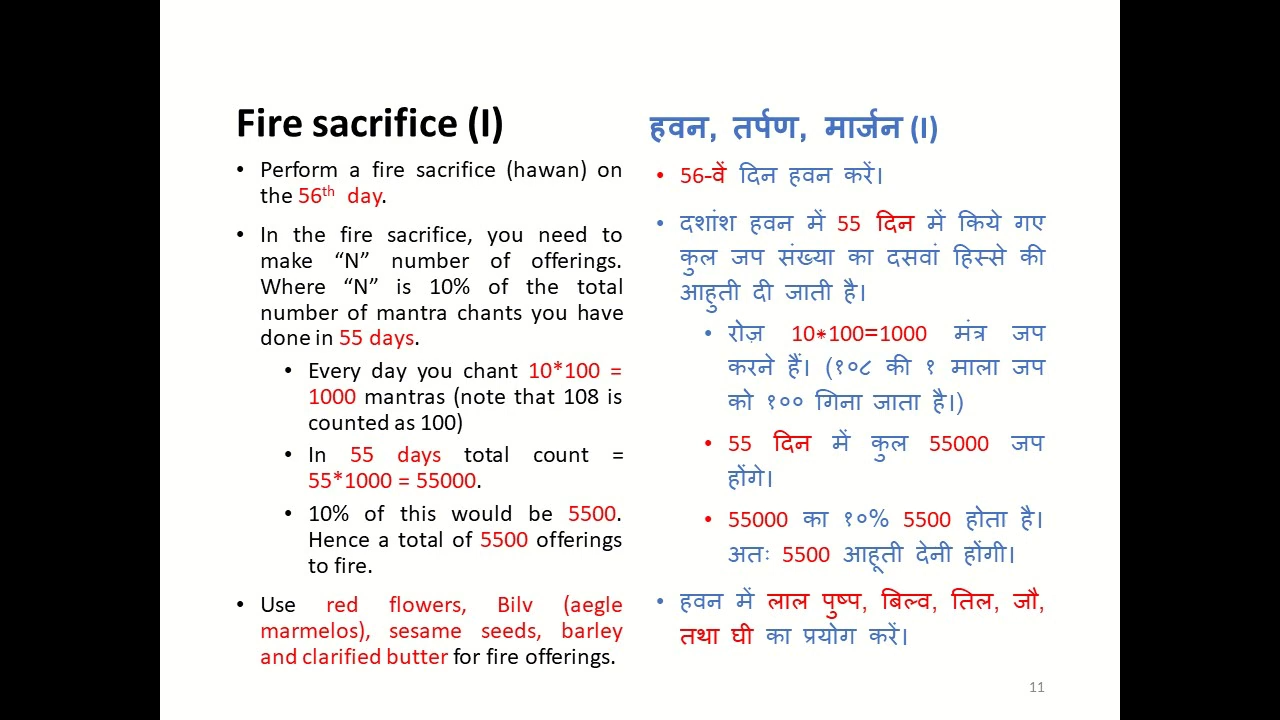 Fire sacrifice (I)
• Perform a fire sacrifice (hawan) on
the 56th day.
• In the fire sacrifice, you need to
make “N” number of offerings.
Where “N” is 10% of the total
number of mantra chants you have
done in 55 days.
• Every day you chant 10*100 =
1000 mantras (note that 108 is
counted as 100)
• In 55 days total count =
55*1000 = 55000.
• 10% of this would be 5500.
Hence a total of 5500 offerings
to fire.
• Use red flowers, Bilv (aegle
marmelos), sesame seeds, barley
and clarified butter for fire offerings.
हवन, तर्पण, मार्जन (I)
• 56-वें दिन हवन करें।
• दशांश हवन में 55 दिन में किये गए
कुल जप संख्या का दसवां हिस्से की
आहुती दी जाती है।
• रोज़ 10*100=1000 मंत्र जप
करने हैं। (१०८ की १ माला जप
को १०० गिना जाता है।)
• 55 दिन में कुल 55000 जप
होंगे।
• 55000 का १०% 5500 होता है।
अतः 5500 आहूती देनी होंगी।
• हवन में लाल पुष्प, बिल्व, तिल, जौ,
तथा घी का प्रयोग करें।
11